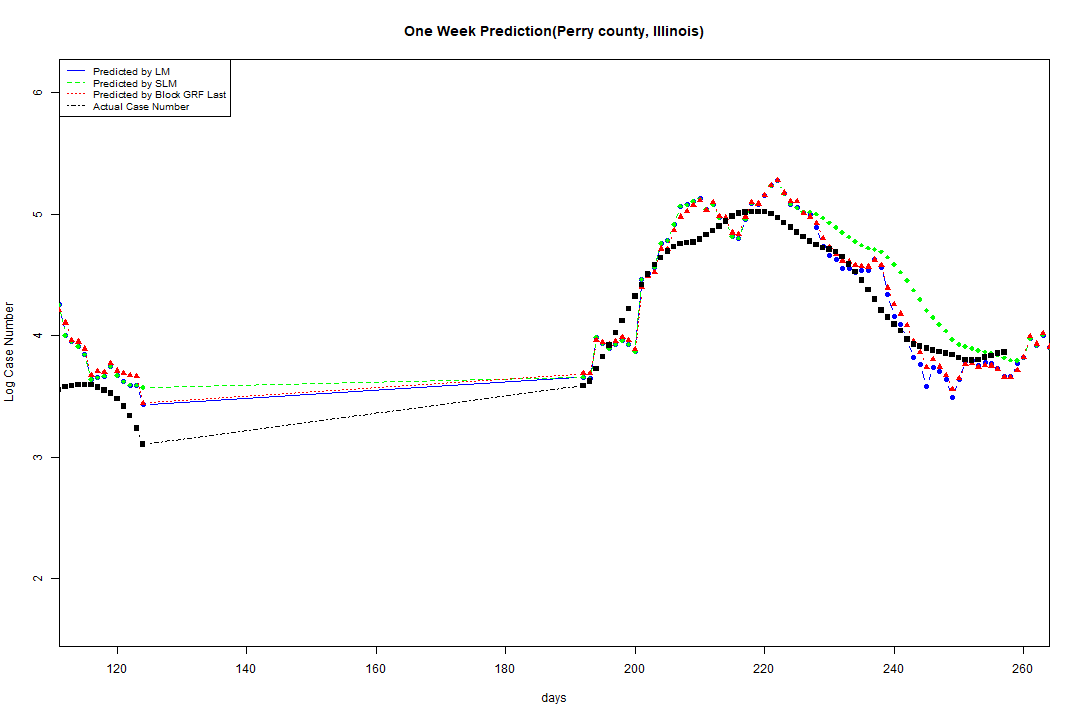 One Week Prediction(Perry county, Illinois)
Predicted by LM
Predicted by SLM
Predicted by Block GRF Last
Actual Case Number
6
5
4
3
2
Log Case Number
120 140 160 180 200 220 240 260
days